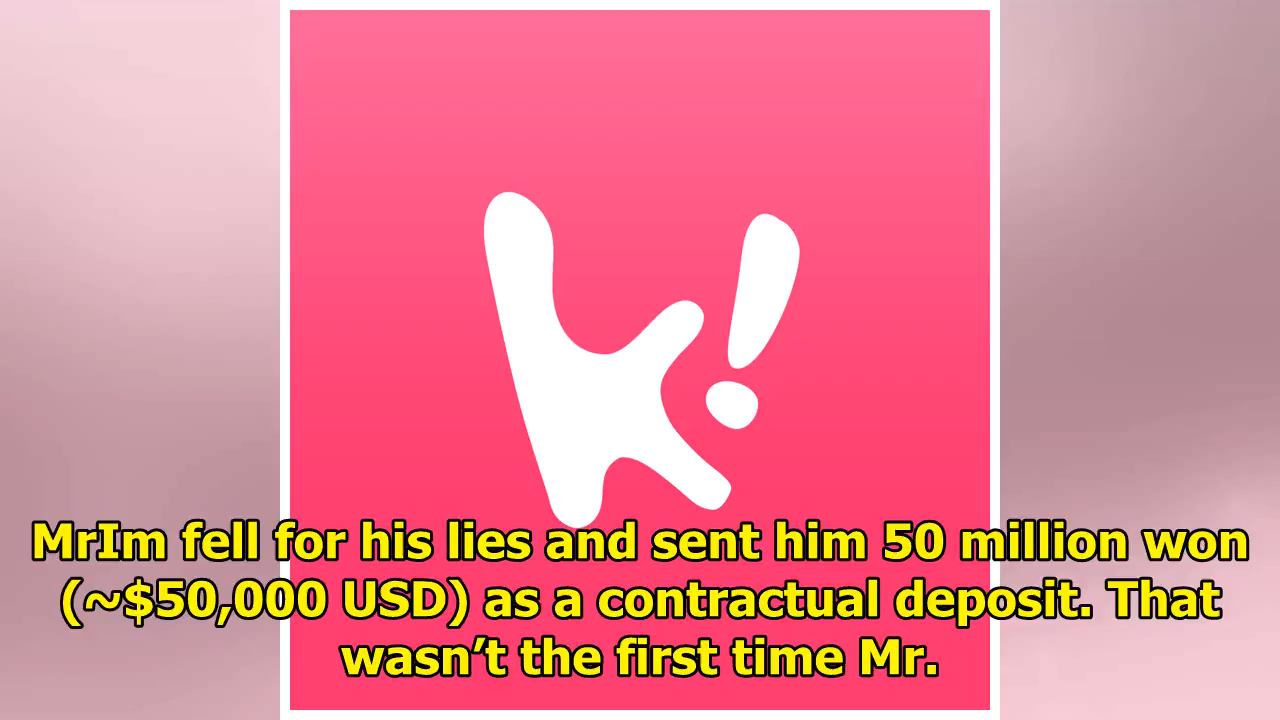 k!
MrIm fell for his lies and sent him 50 million won
(~$50,000 USD) as a contractual deposit. That
wasn’t the first time Mr.